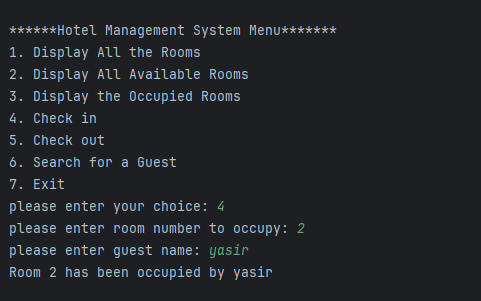 ******Hotel Management System Menu*******
1. Display All the Rooms
2. Display All Available Rooms
3. Display the Occupied Rooms
4. Check in
5. Check out
6. Search for a Guest
7. Exit
please enter your choice: 4
please enter room number to occupy: 2
please enter guest name: yasir
Room 2 has been occupied by yasir